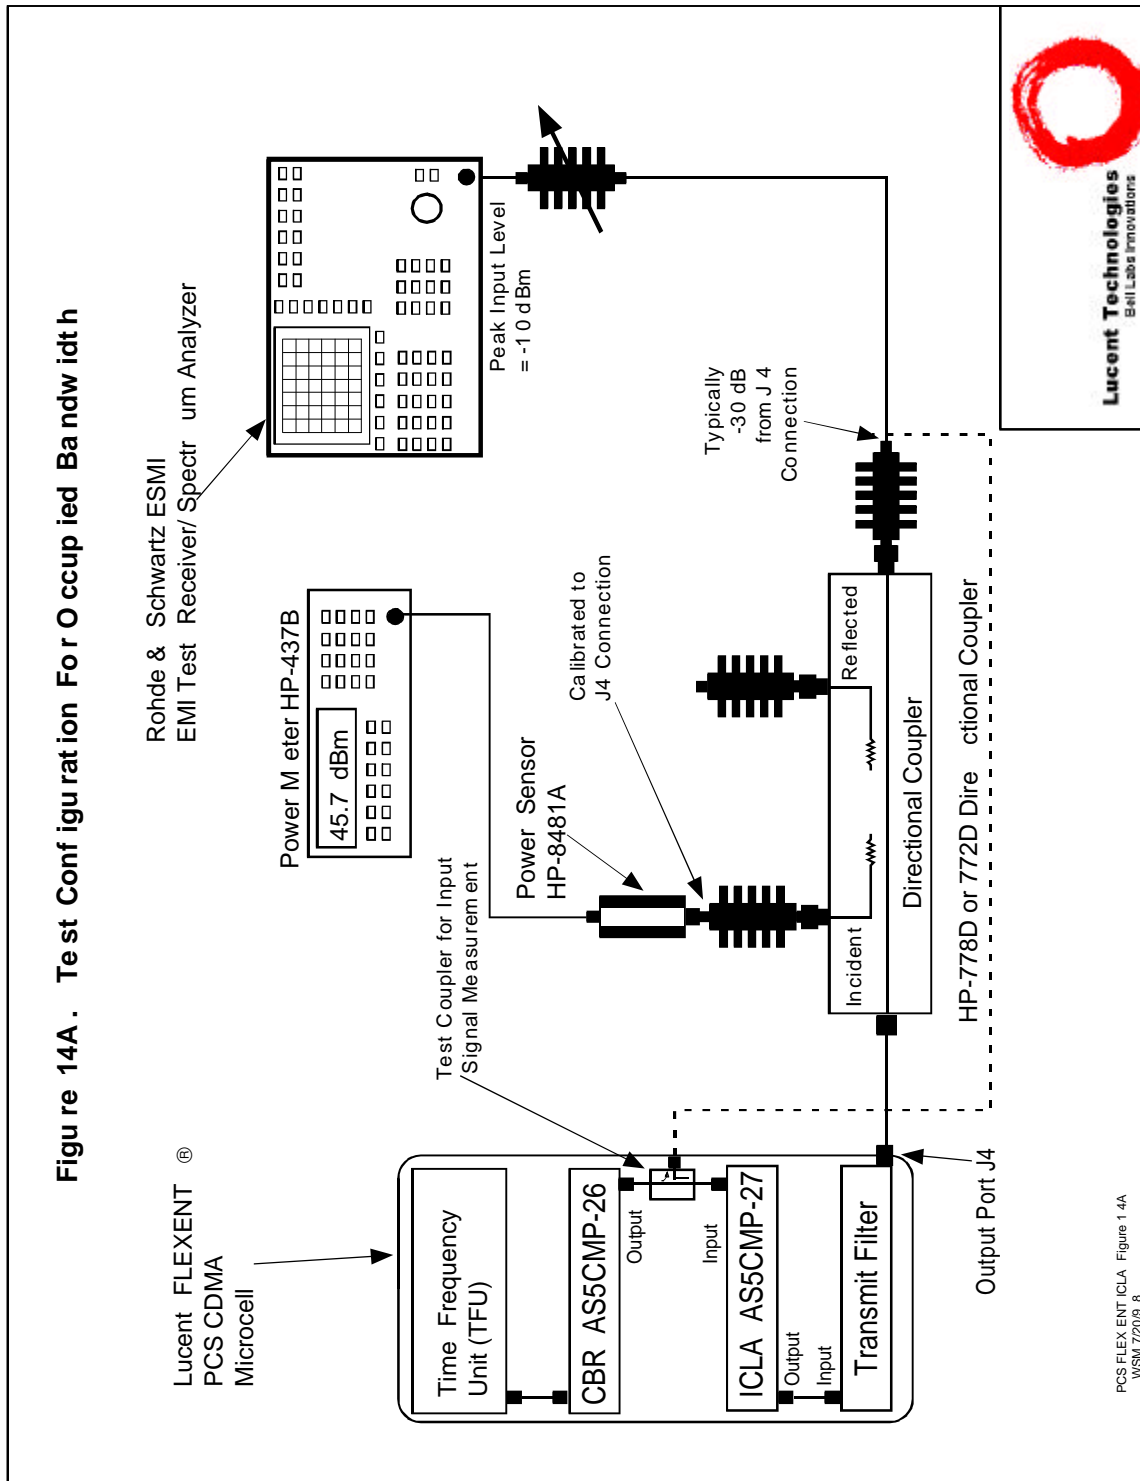 Figure 14A. Test Configuration For Occupied Bandwidth
Rohde & Schwartz ESMI
EMI Test Receiver/ Spectrum Analyzer
Peak Input Level
= -10 dBm
Power Meter HP-437B
45.7 dBm
Power Sensor
HP-8481A
Calibrated to
J4 Connection
Typically
-30 dB
from J4
Connection
Test Coupler for Input
Signal Measurement
Lucent FLEXENT ®
PCS CDMA
Microcell
Time Frequency
Unit (TFU)
CBR AS5CMP-26
Output
Input
ICLA AS5CMP-27
Output
Input
Transmit Filter
Output Port J4
Incident
Reflected
Directional Coupler
HP-778D or 772D Directional Coupler
PCS FLEXENT ICLA Figure 14A
WSM 7/20/98
Lucent Technologies
Bell Labs Innovations